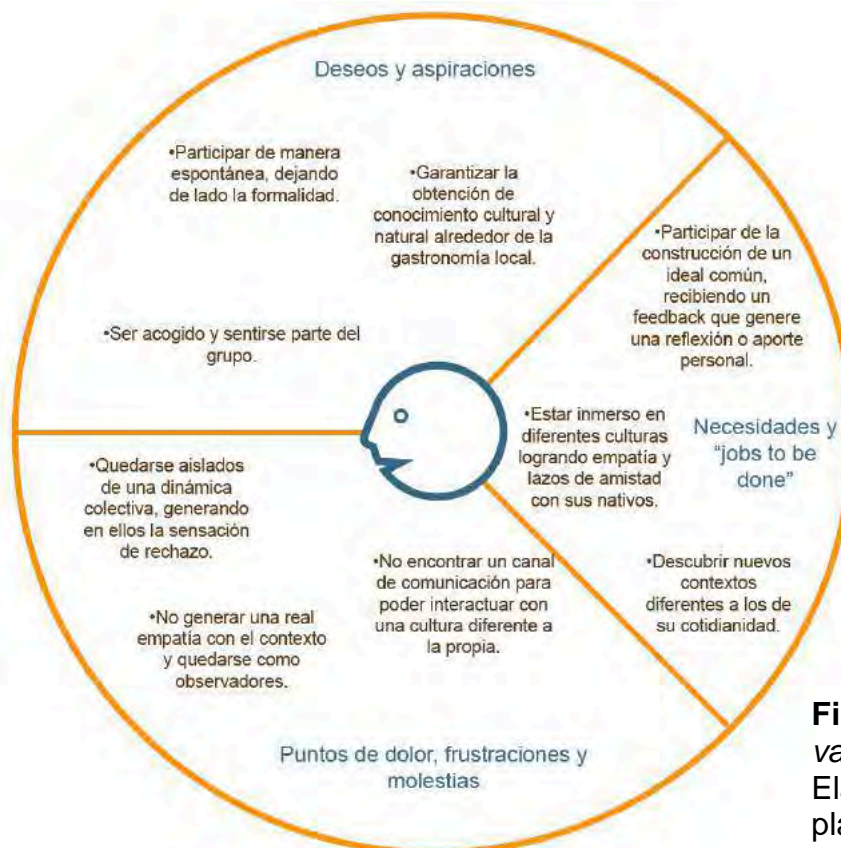 Deseos y aspiraciones
•Participar de manera
espontánea, dejando
de lado la formalidad.
•Garantizar la
obtención de
conocimiento cultural y
natural alrededor de la
gastronomía local.
•Ser acogido y sentirse parte del
grupo.
•Participar de la
construcción de un
ideal común,
recibiendo un
feedback que genere
una reflexión o aporte
personal.
•Estar inmerso en
diferentes culturas
logrando empatía y
lazos de amistad
con sus nativos.
Necesidades y
“jobs to be
done”
•Descubrir nuevos
contextos
diferentes a los de
su cotidianidad.
•Quedarse aislados
de una dinámica
colectiva, generando
en ellos la sensación
de rechazo.
•No encontrar un canal
de comunicación para
poder interactuar con
una cultura diferente a
la propia.
•No generar una real
empatía con el contexto
y quedarse como
observadores.
Puntos de dolor, frustraciones y
molestias
Fi
va
El
pla